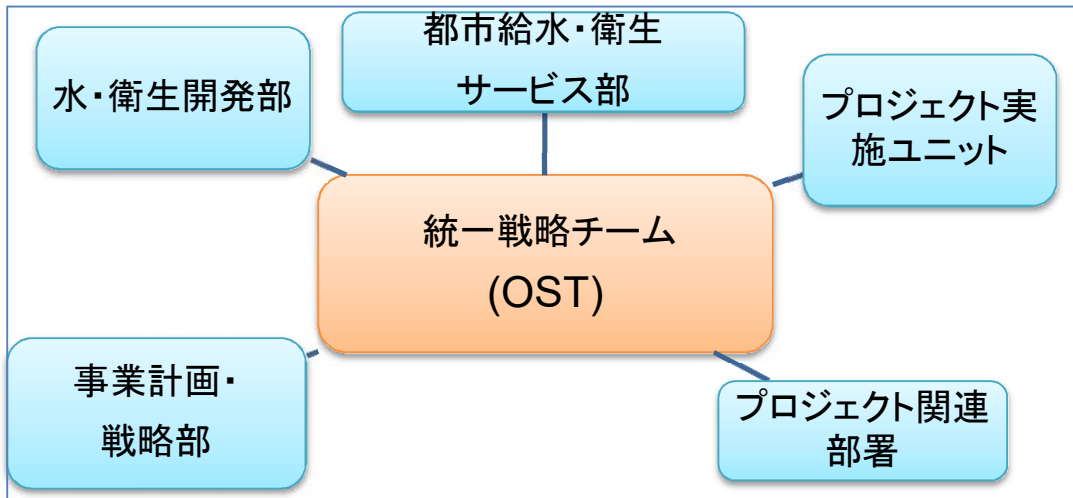 都市給水・衛生
サービス部
水・衛生開発部
プロジェクト実
施ユニット
統一戦略チーム
(OST)
事業計画・
戦略部
プロジェクト関連
部署